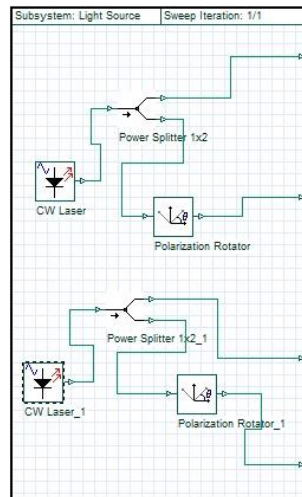 Subsystem: Light Source
Sweep Iteration: 1/1
Power Splitter 1x2
CW Laser
Polarization Rotator
Power Splitter 1x2_1
CW Laser_1
Polarization Rotator_1